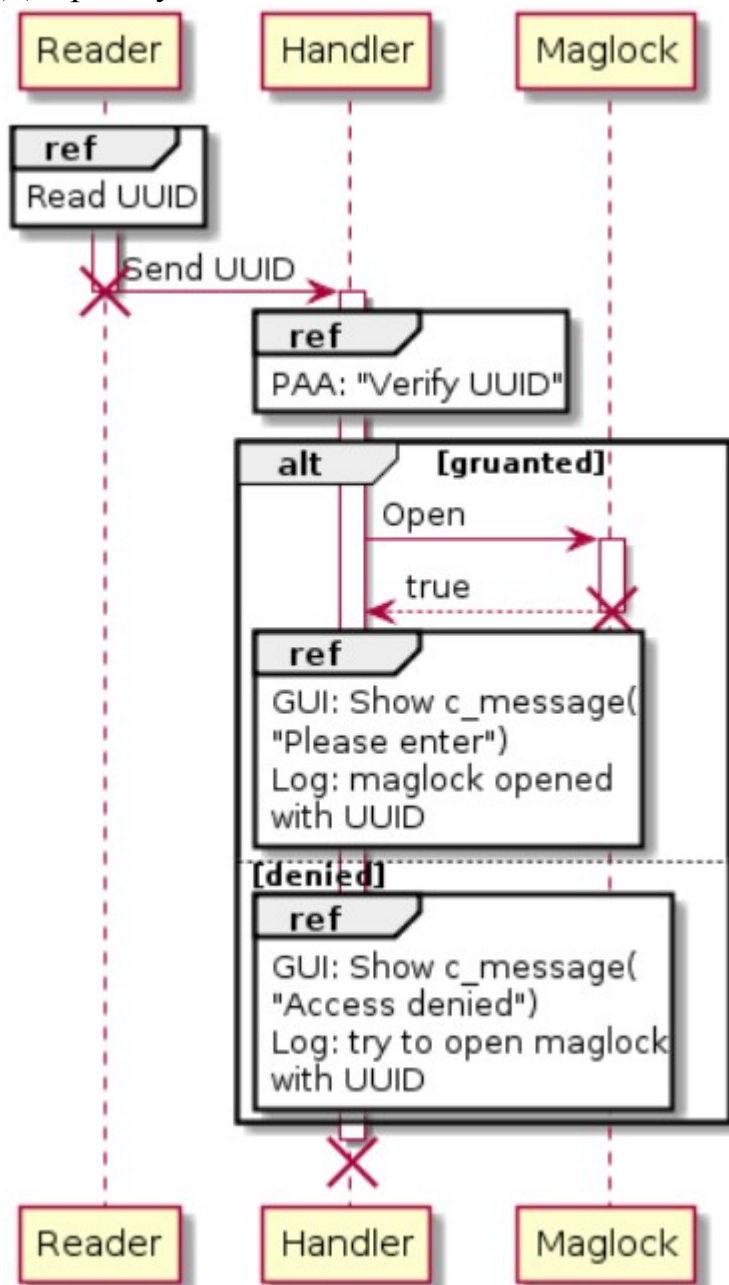 Reader Handler Maglock
ref
Read UUID
Send UUID
ref
PAA: "Verify UUID"
alt [gruanted]
Open
true
ref
GUI: Show c_message(
"Please enter")
Log: maglock opened
with UUID
[denied]
ref
GUI: Show c_message(
"Access denied")
Log: try to open maglock
with UUID
Reader Handler Maglock